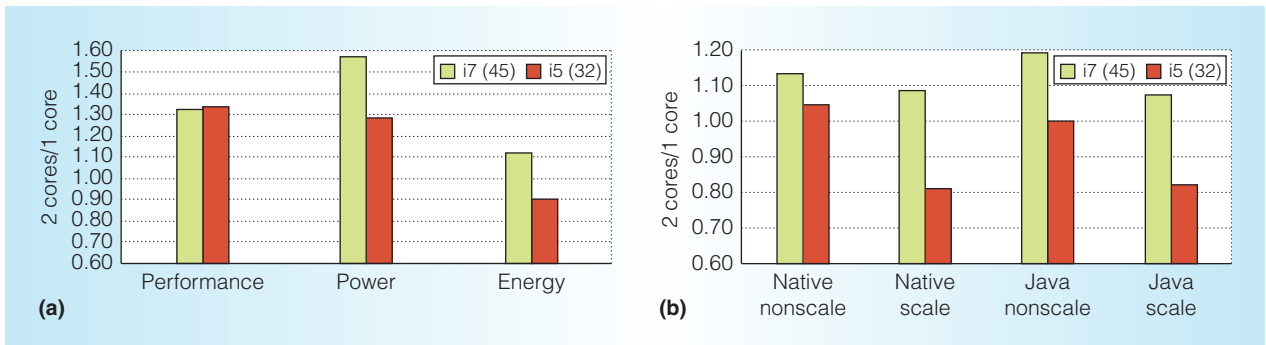 2 cores/1 core
1.60
1.50
1.40
1.30
1.20
1.10
1.00
0.90
0.80
0.70
0.60
i7 (45) i5 (32)
Performance Power Energy
(a)
2 cores/1 core
1.20
1.10
1.00
0.90
0.80
0.70
0.60
i7 (45) i5 (32)
Native nonscale
Native scale
Java nonscale
Java scale
(b)